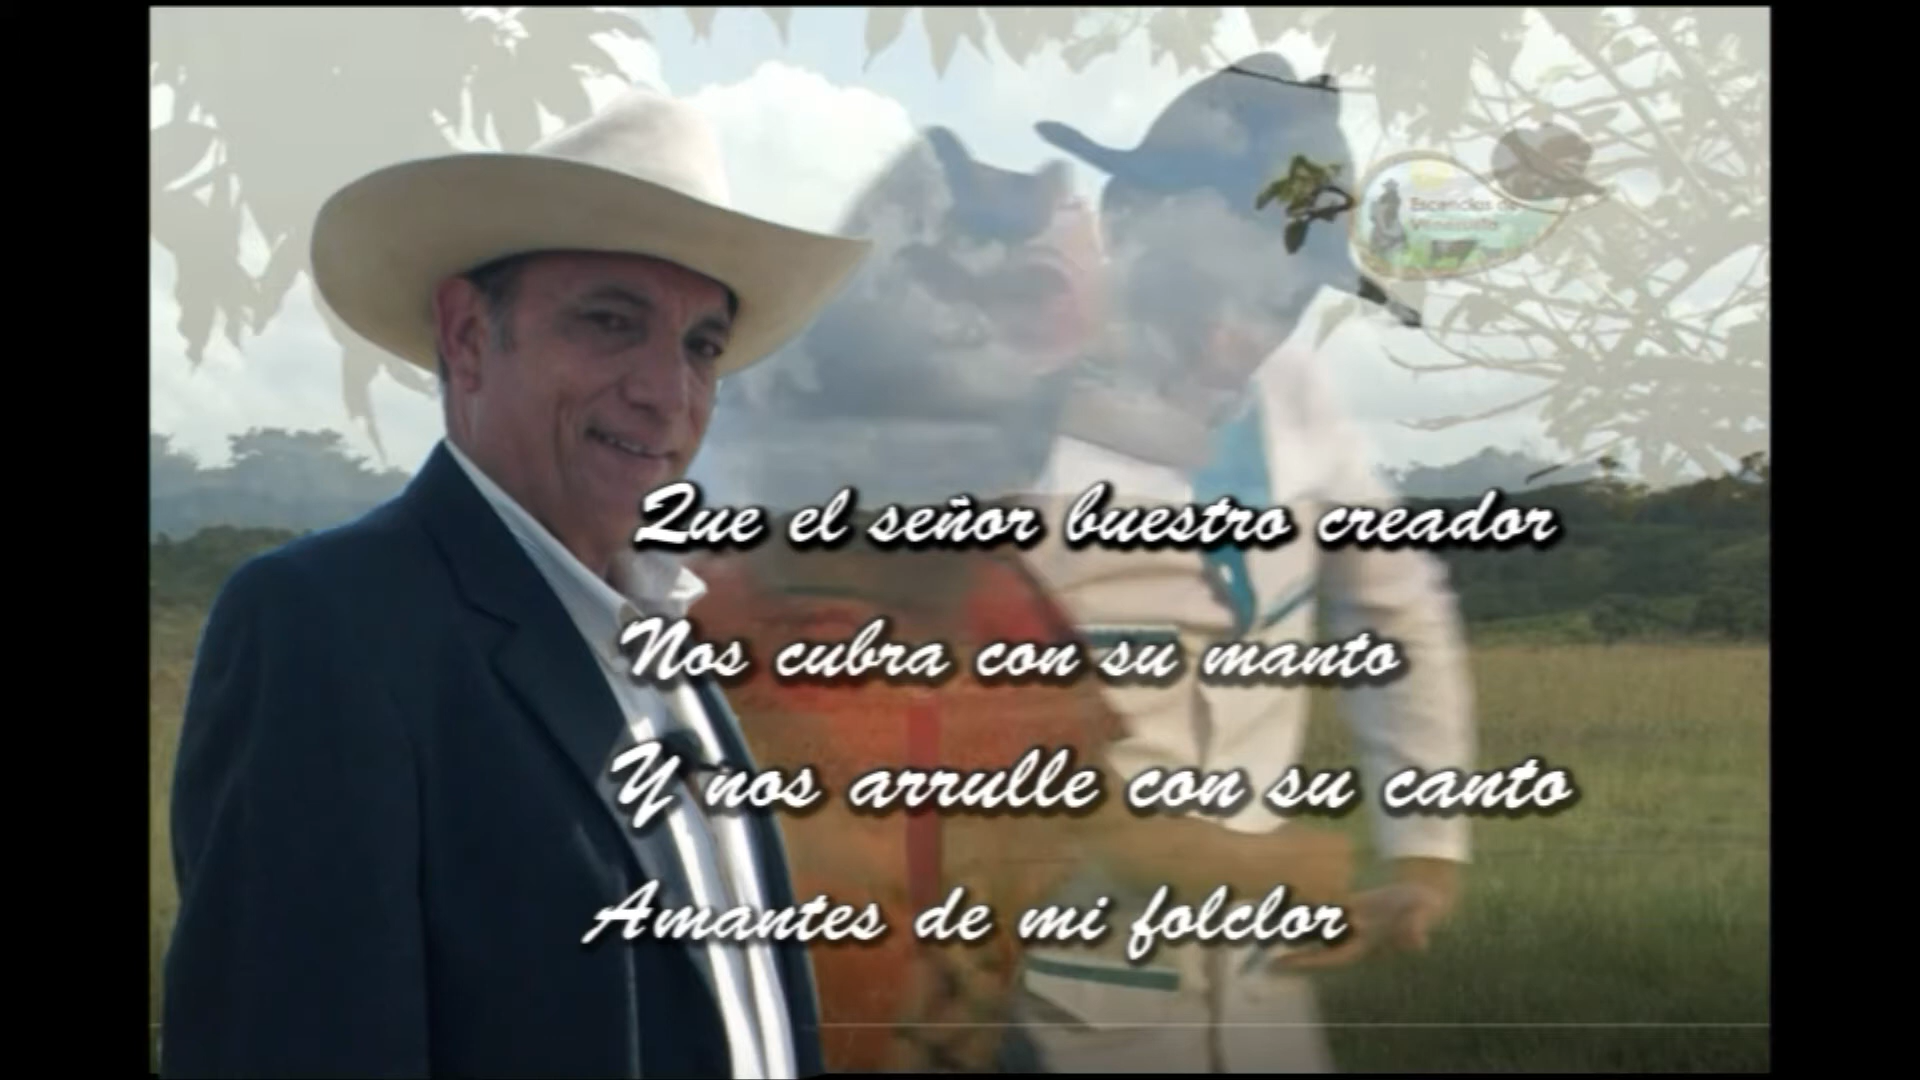 Que el señor buestro creador
Nos cubra con su manto
Y nos arrulle con su canto
Amantes de mi folclor